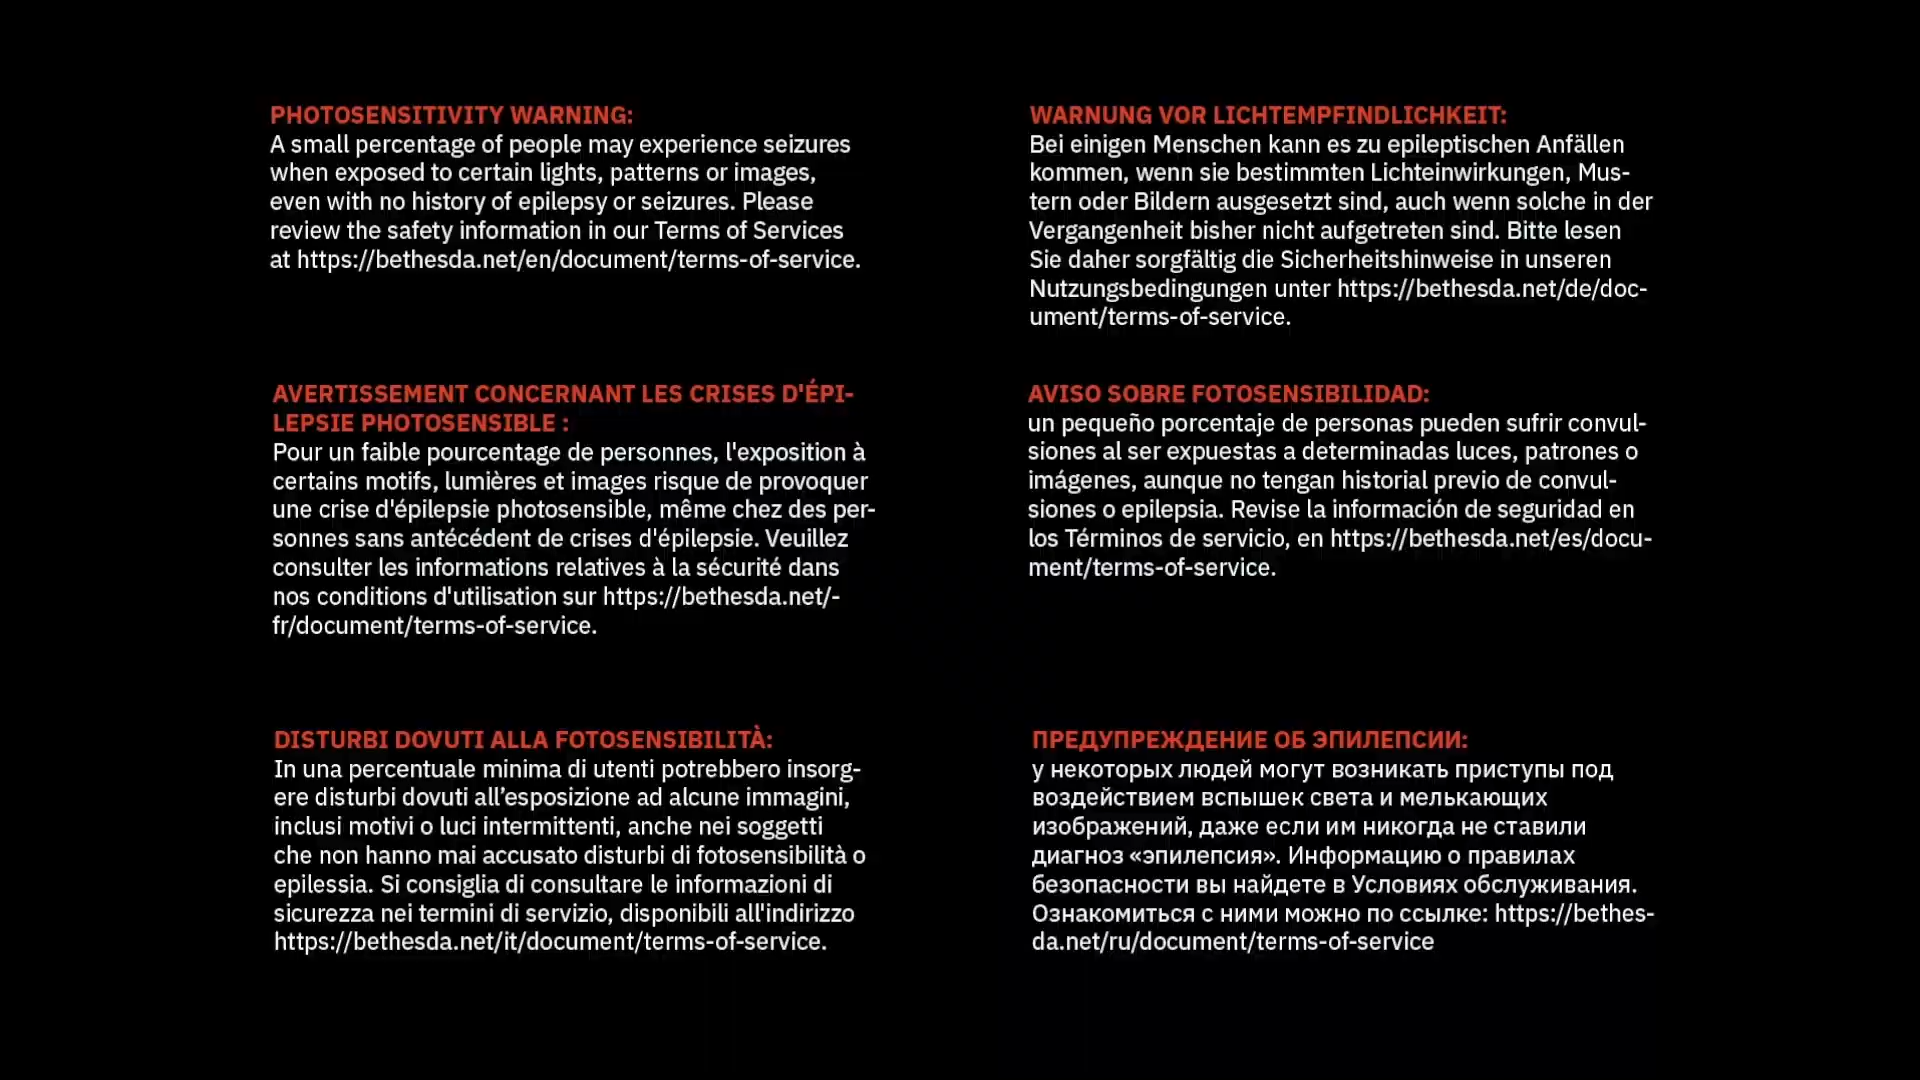 PHOTOSENSITIVITY WARNING:
A small percentage of people may experience seizures
when exposed to certain lights, patterns or images,
even with no history of epilepsy or seizures. Please
review the safety information in our Terms of Services
at https://bethesda.net/en/document/terms-of-service.
WARNUNG VOR LICHTEMPFINDLICHKEIT:
Bei einigen Menschen kann es zu epileptischen Anfällen
kommen, wenn sie bestimmten Lichteinwirkungen, Mus-
tern oder Bildern ausgesetzt sind, auch wenn solche in der
Vergangenheit bisher nicht aufgetreten sind. Bitte lesen
Sie daher sorgfältig die Sicherheitshinweise in unseren
Nutzungsbedingungen unter https://bethesda.net/de/doc-
ument/terms-of-service.
AVERTISSEMENT CONCERNANT LES CRISES D'ÉPI-
LEPSIE PHOTOSENSIBLE :
Pour un faible pourcentage de personnes, l'exposition à
certains motifs, lumières et images risque de provoquer
une crise d'épilepsie photosensible, même chez des per-
sonnes sans antécédent de crises d'épilepsie. Veuillez
consulter les informations relatives à la sécurité dans
nos conditions d'utilisation sur https://bethesda.net/-
fr/document/terms-of-service.
AVISO SOBRE FOTOSENSIBILIDAD:
un pequeño porcentaje de personas pueden sufrir convul-
siones al ser expuestas a determinadas luces, patrones o
imágenes, aunque no tengan historial previo de convul-
siones o epilepsia. Revise la información de seguridad en
los Términos de servicio, en https://bethesda.net/es/docu-
ment/terms-of-service.
DISTURBI DOVUTI ALLA FOTOSENSIBILITÀ:
In una percentuale minima di utenti potrebbero insorg-
ere disturbi dovuti all’esposizione ad alcune immagini,
inclusi motivi o luci intermittenti, anche nei soggetti
che non hanno mai accusato disturbi di fotosensibilità o
epilessia. Si consiglia di consultare le informazioni di
sicurezza nei termini di servizio, disponibili all'indirizzo
https://bethesda.net/it/document/terms-of-service.
ПРЕДУПРЕЖДЕНИЕ ОБ ЭПИЛЕПСИИ:
у некоторых людей могут возникать приступы под
воздействием вспышек света и мелькающих
изображений, даже если им никогда не ставили
диагноз «эпилепсия». Информацию о правилах
безопасности вы найдете в Условиях обслуживания.
Ознакомиться с ними можно по ссылке: https://bethes-
da.net/ru/document/terms-of-service